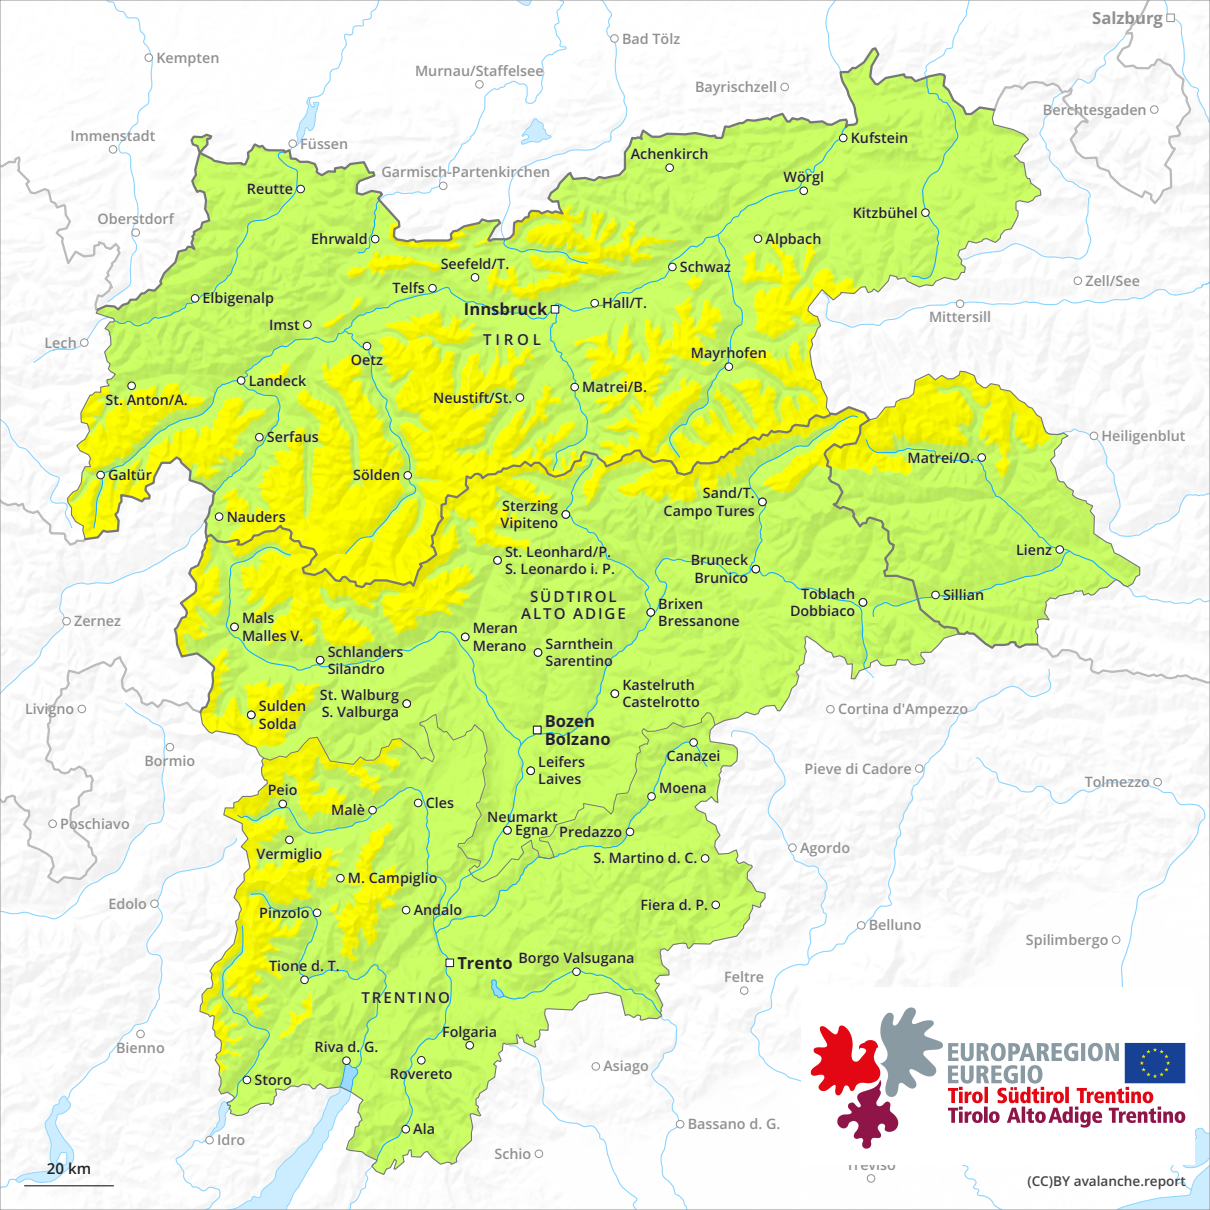 Salzburg
Bad Tölz
Kempten
Murnau/Staffelsee
Bayrischzell
Berchtesgaden
Immenstadt
Füssen
Kufstein
Achenkirch
Garmisch-Partenkirchen
Wörgl
Reutte
Oberstdorf
Kitzbühel
Ehrwald
Alpbach
Seefeld/T.
Schwaz
Zell/See
Telfs
Elbigenalp
Hall/T.
Innsbruck
Mittersill
Imst
TIROL
Lech
Oetz
Mayrhofen
Landeck
Matrei/B.
St. Anton/A.
Neustift/St.
Serfaus
Heiligenblut
Matrei/O.
Galtür
Sölden
Sand/T.
Campo Tures
Sterzing
Vipiteno
Nauders
Lienz
St. Leonhard/P.
S. Leonardo i. P.
Bruneck
Brunico
SÜDTIROL
ALTO ADIGE
Toblach
Dobbiaco
Sillian
Brixen
Bressanone
Zernez
Mals
Malles V.
Meran
Merano
Sarnthein
Sarentino
Schlanders
Silandro
Kastelruth
Castelrotto
St. Walburg
S. Valburga
Livigno
Sulden
Solda
Cortina d'Ampezzo
Bozen
Bolzano
Canazei
Bormio
Leifers
Laives
Pieve di Cadore
Tolmezzo
Peio
Moena
Malè
Cles
Neumarkt
Egna
Predazzo
Poschiavo
Vermiglio
Agordo
S. Martino d. C.
M. Campiglio
Edolo
Pinzolo
Andalo
Fiera d. P.
Belluno
Spilimbergo
Trento
Borgo Valsugana
Tione d. T.
Feltre
TRENTINO
Folgaria
Bienno
Riva d. G.
Rovereto
Asiago
Storo
EUROPAREGION
EUREGIO
Tirol Südtirol Trentino
Tirolo Alto Adige Trentino
Ala
Bassano d. G.
Idro
Schio
Treviso
20 km
(CC)BY avalanche.report